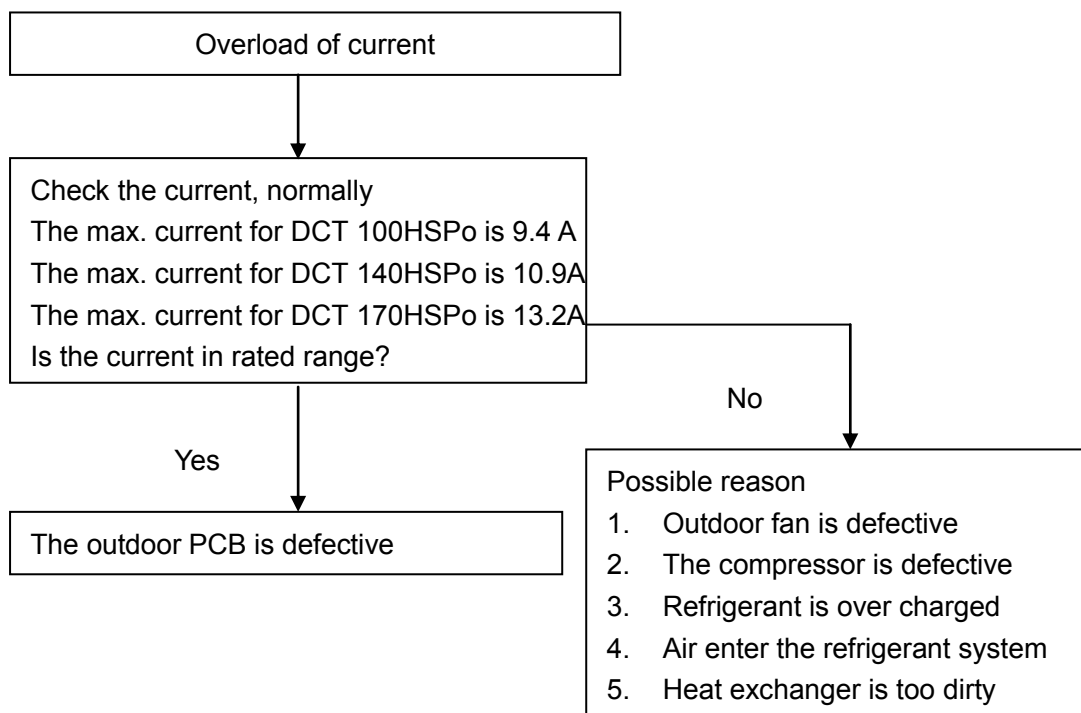 Overload of current
Check the current, normally
The max. current for DCT 100HSPo is 9.4 A
The max. current for DCT 140HSPo is 10.9A
The max. current for DCT 170HSPo is 13.2A
Is the current in rated range?
No
Yes
The outdoor PCB is defective
Possible reason
1. Outdoor fan is defective
2. The compressor is defective
3. Refrigerant is over charged
4. Air enter the refrigerant system
5. Heat exchanger is too dirty